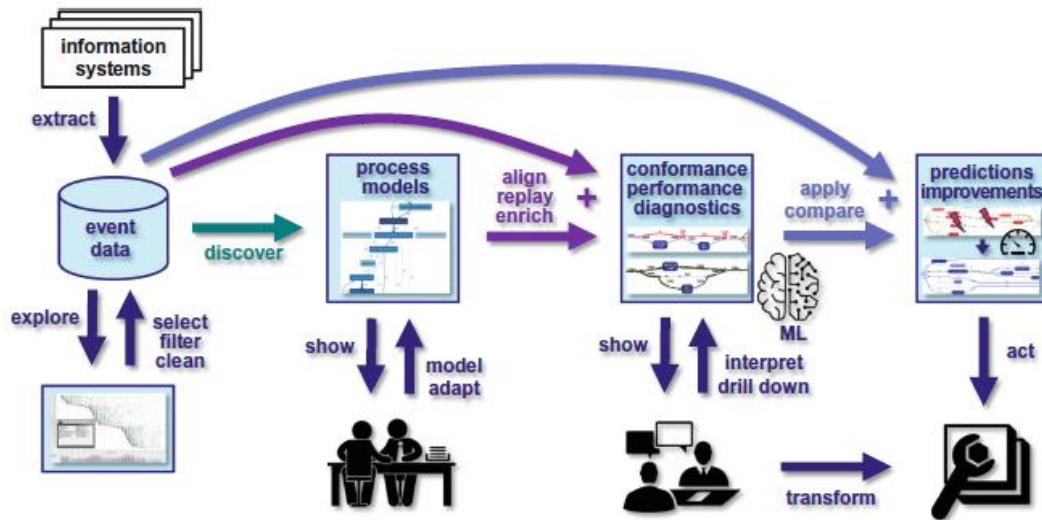 information
systems
extract
event
data
explore
select
filter
clean
discover
process
models
show
model
adapt
align
replay
enrich
+
conformance
performance
diagnostics
ML
show
interpret
drill down
apply
compare
+
predictions
improvements
act
transform